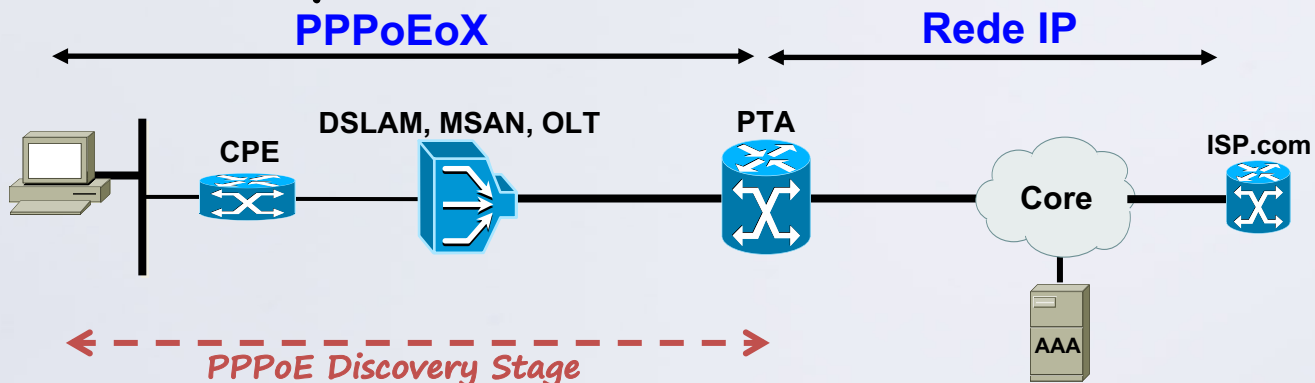 PPPoEoX
Rede IP
DSLAM, MSAN, OLT
PTA
ISP.com
CPE
Core
AAA
PPPoE Discovery Stage